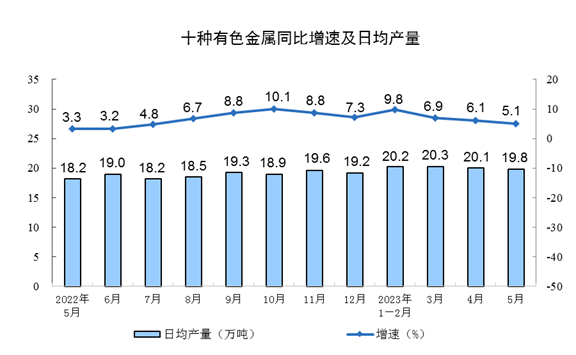 十种有色金属同比增速及日均产量
35 20
3.3 3.2 4.8 6.7 8.8 10.1 8.8 7.3 9.8 6.9 6.1 5.1
30 10
25 0
18.2 19.0 18.2 18.5 19.3 18.9 19.6 19.2 20.2 20.3 20.1 19.8
20 -10
15 -20
10 -30
5 -40
0 -50
2022年 6月 7月 8月 9月 10月 11月 12月 2023年 3月 4月 5月
5月 1—2月
日均产量（万吨） 增速（%）